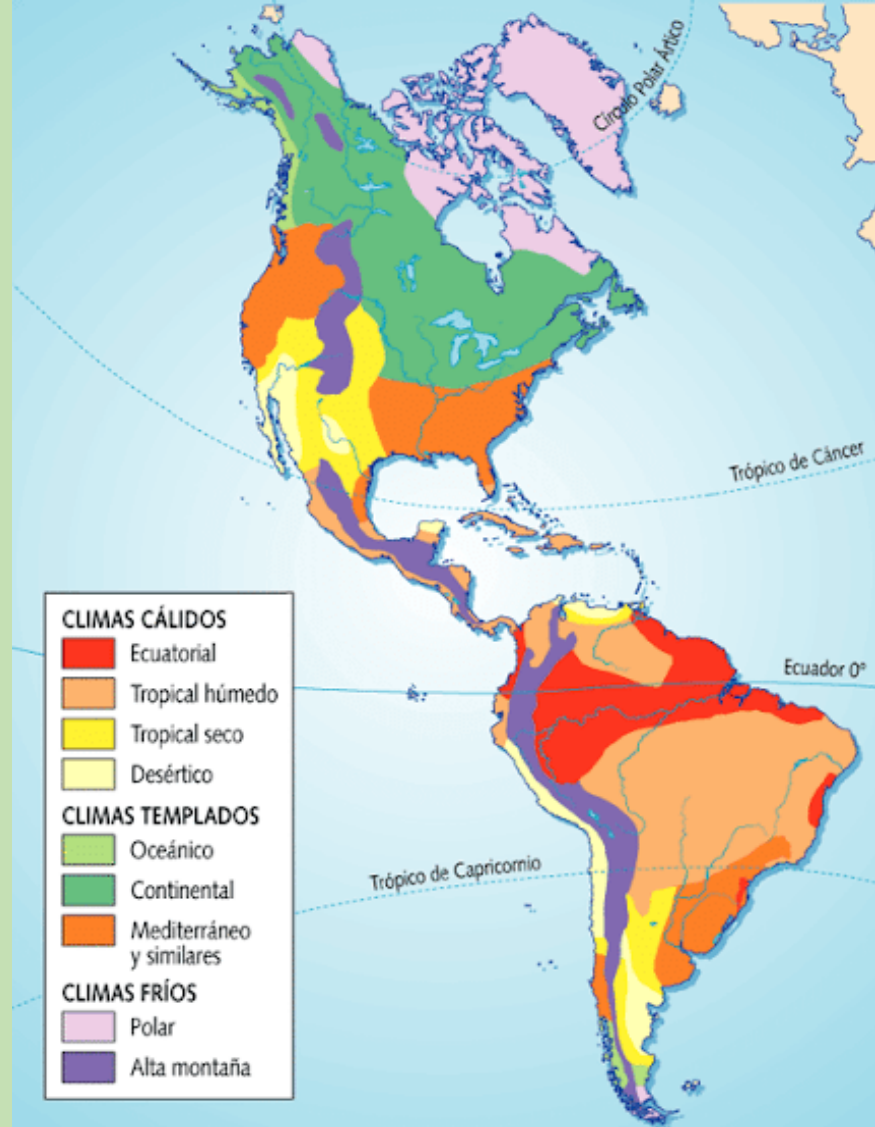 Círculo Polar Ártico
Trópico de Cáncer
CLIMAS CÁLIDOS
Ecuatorial
Tropical húmedo
Tropical seco
Desértico
CLIMAS TEMPLADOS
Oceánico
Continental
Mediterráneo
y similares
CLIMAS FRÍOS
Polar
Alta montaña
Ecuador 0º
Trópico de Capricornio